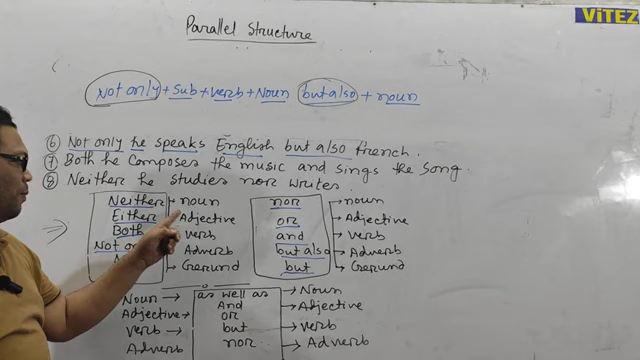 ViTEZ
Parallel Structure
Not only + Sub + verb + Noun but also + noun
⑥ Not only he speaks English but also french.
⑦ Both he Composes the music and sings the song.
⑧ Neither he studies nor writes.
Neither noun nor noun
Either Adjective or Adjective
Both verb and verb
Not on Adverb but also Adverb
Gerund but Gerund
Noun as well as Noun
Adjective And Adjective
verb or verb
but
Adverb nor Adverb